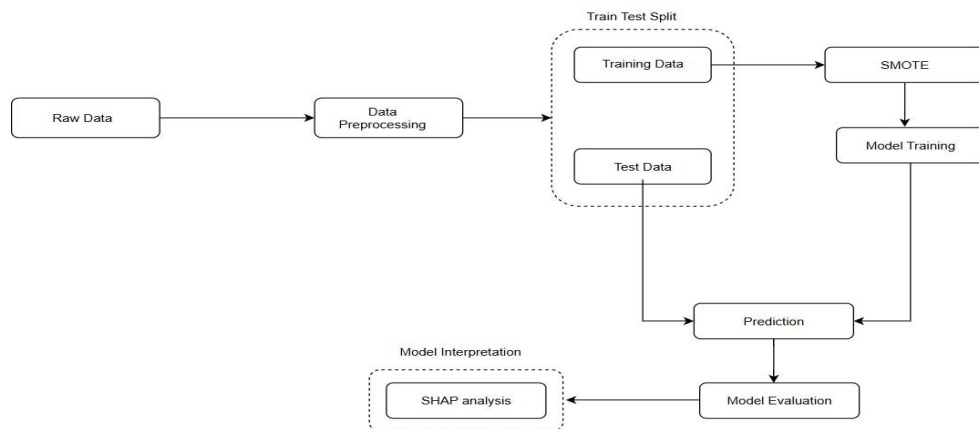 Train Test Split
Training Data
SMOTE
Raw Data
Data
Preprocessing
Model Training
Test Data
Prediction
Model Interpretation
SHAP analysis
Model Evaluation